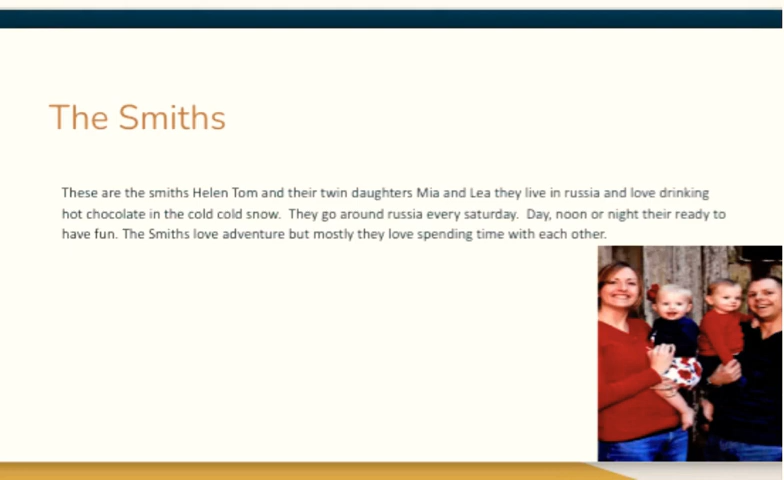 The Smiths
These are the smiths Helen Tom and their twin daughters Mia and Lea they live in russia and love drinking
hot chocolate in the cold cold snow.  They go around russia every saturday.  Day, noon or night their ready to
have fun. The Smiths love adventure but mostly they love spending time with each other.